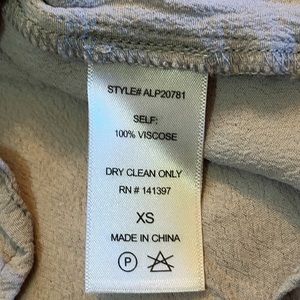 STYLE# ALP20781
SELF;
100% VISCOSE
DRY CLEAN ONLY
RN # 141397
XS
MADE IN CHINA
P